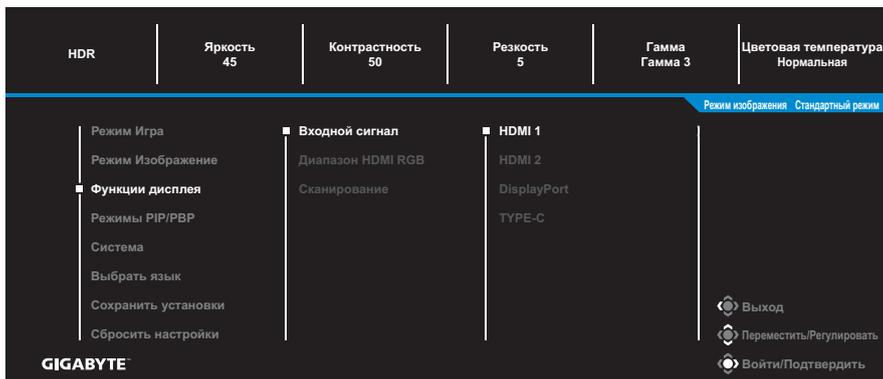 HDR
Яркость
45
Контрастность
50
Резкость
5
Гамма
Гамма 3
Цветовая температура
Нормальная
Режим изображения Стандартный режим
Режим Игра
Режим Изображение
Функции дисплея
Режимы PIP/PBP
Система
Выбрать язык
Сохранить установки
Сбросить настройки
Входной сигнал
Диапазон HDMI RGB
Сканирование
HDMI 1
HDMI 2
DisplayPort
TYPE-C
Выход
Переместить/Регулировать
Войти/Подтвердить
GIGABYTE™